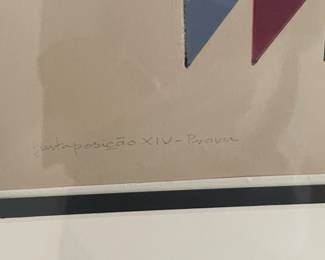 justaposição XIV - Prova